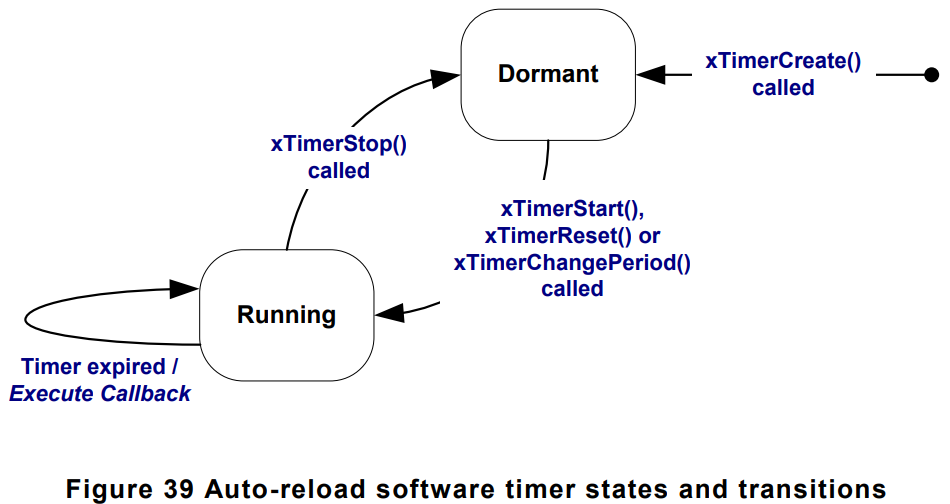 Dormant
xTimerCreate()
called
xTimerStop()
called
xTimerStart(),
xTimerReset() or
xTimerChangePeriod()
called
Running
Timer expired /
Execute Callback
Figure 39 Auto-reload software timer states and transitions